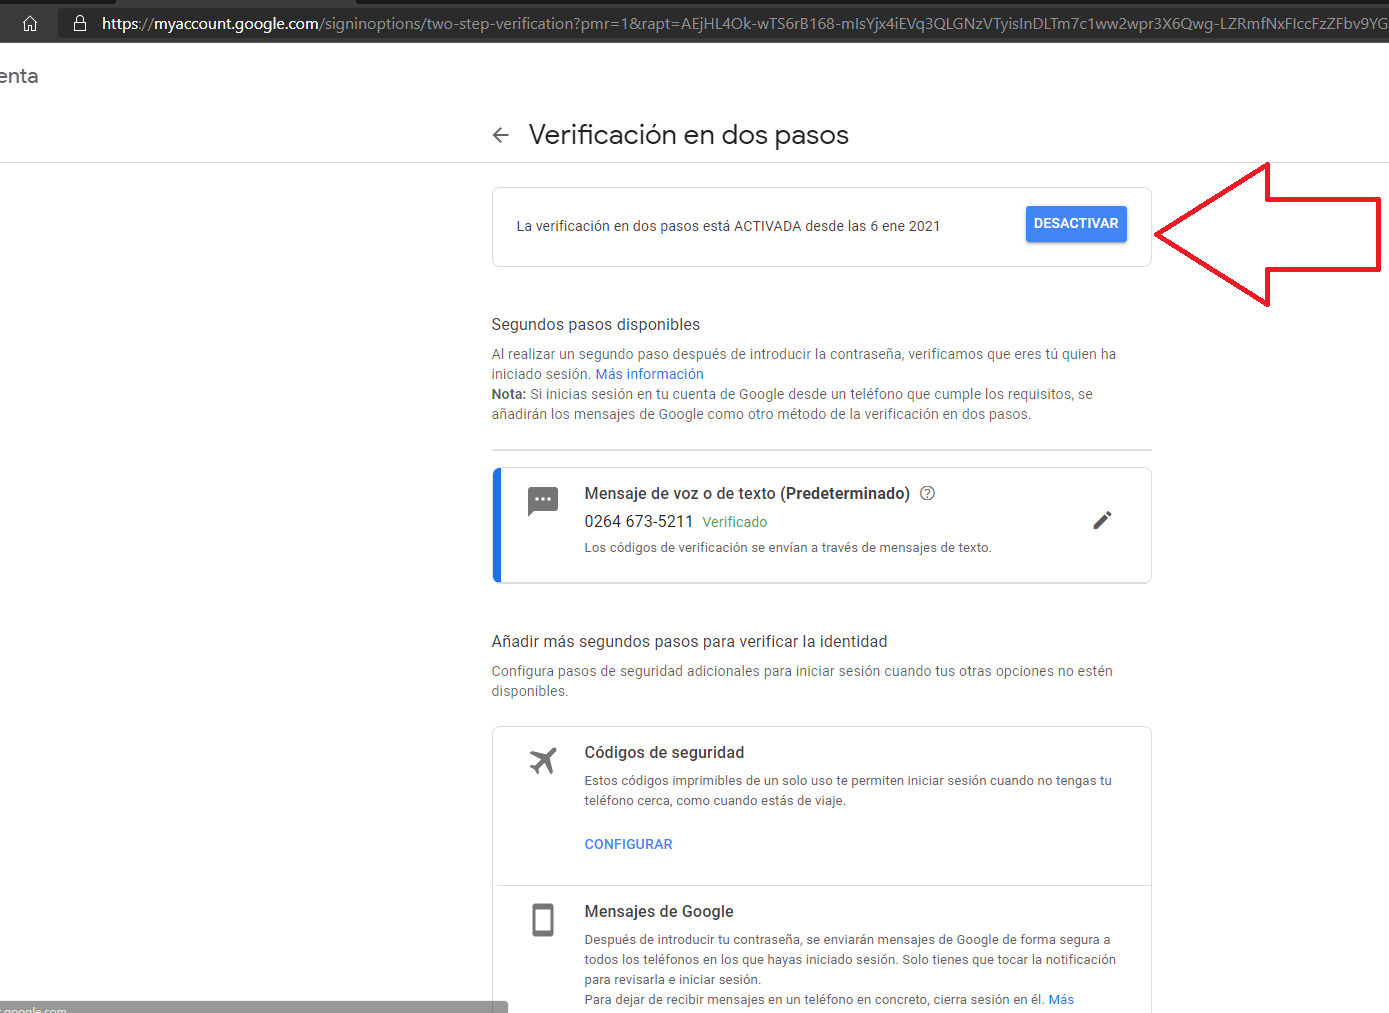 https://myaccount.google.com/signinoptions/two-step-verification?pmr=1&rapt=AEjHL4Ok-wTS6rB168-mIsYjx4iEVq3QLGNzVTyisInDLTm7c1ww2wpr3X6Qwg-LZRmfNxFIccFzZFbv9YG
enta
Verificación en dos pasos
La verificación en dos pasos está ACTIVADA desde las 6 ene 2021
DESACTIVAR
Segundos pasos disponibles
Al realizar un segundo paso después de introducir la contraseña, verificamos que eres tú quien ha
iniciado sesión. Más información
Nota: Si inicias sesión en tu cuenta de Google desde un teléfono que cumple los requisitos, se
añadirán los mensajes de Google como otro método de la verificación en dos pasos.
Mensaje de voz o de texto (Predeterminado)
0264 673-5211 Verificado
Los códigos de verificación se envían a través de mensajes de texto.
Añadir más segundos pasos para verificar la identidad
Configura pasos de seguridad adicionales para iniciar sesión cuando tus otras opciones no estén
disponibles.
Códigos de seguridad
Estos códigos imprimibles de un solo uso te permiten iniciar sesión cuando no tengas tu
teléfono cerca, como cuando estás de viaje.
CONFIGURAR
Mensajes de Google
Después de introducir tu contraseña, se enviarán mensajes de Google de forma segura a
todos los teléfonos en los que hayas iniciado sesión. Solo tienes que tocar la notificación
para revisarla e iniciar sesión.
Para dejar de recibir mensajes en un teléfono en concreto, cierra sesión en él. Más
google.com